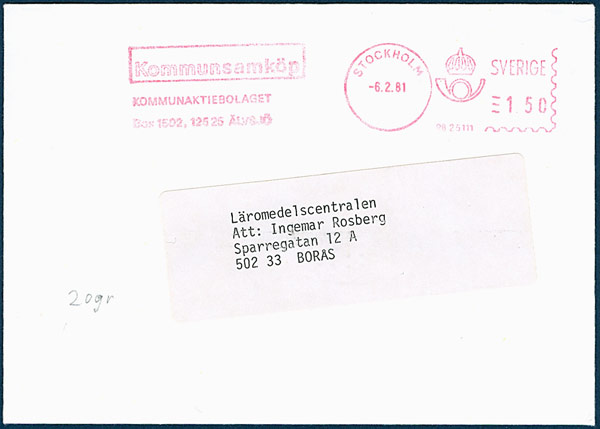 Kommunsamköp
KOMMUNAKTIEBOLAGET
Box 1502, 125 25 ÄLVSJÖ
STOCKHOLM
-6.2.81
SVERIGE
1.50
Läromedelscentralen
Att: Ingemar Rosberg
Sparregatan 12 A
502 33 BORÅS
20gr